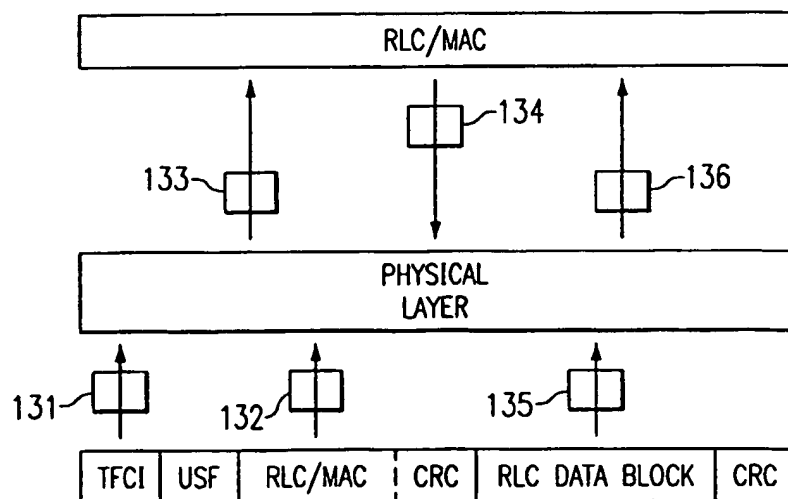 RLC/MAC
134
133
136
PHYSICAL
LAYER
131
132
135
TFCI USF RLC/MAC CRC RLC DATA BLOCK CRC